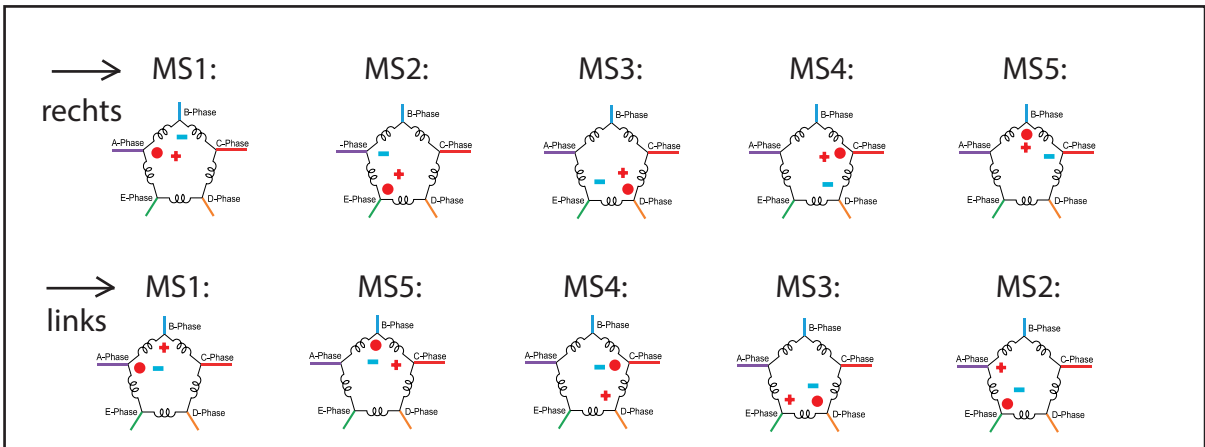 MS1: MS2: MS3: MS4: MS5:
rechts
B-Phase B-Phase B-Phase B-Phase B-Phase
A-Phase C-Phase -Phase C-Phase A-Phase C-Phase A-Phase C-Phase A-Phase C-Phase
E-Phase D-Phase E-Phase D-Phase E-Phase D-Phase E-Phase D-Phase E-Phase D-Phase
MS1: MS5: MS4: MS3: MS2:
links
B-Phase B-Phase B-Phase B-Phase B-Phase
A-Phase C-Phase A-Phase C-Phase A-Phase C-Phase A-Phase C-Phase A-Phase C-Phase
E-Phase D-Phase E-Phase D-Phase E-Phase D-Phase E-Phase D-Phase E-Phase D-Phase